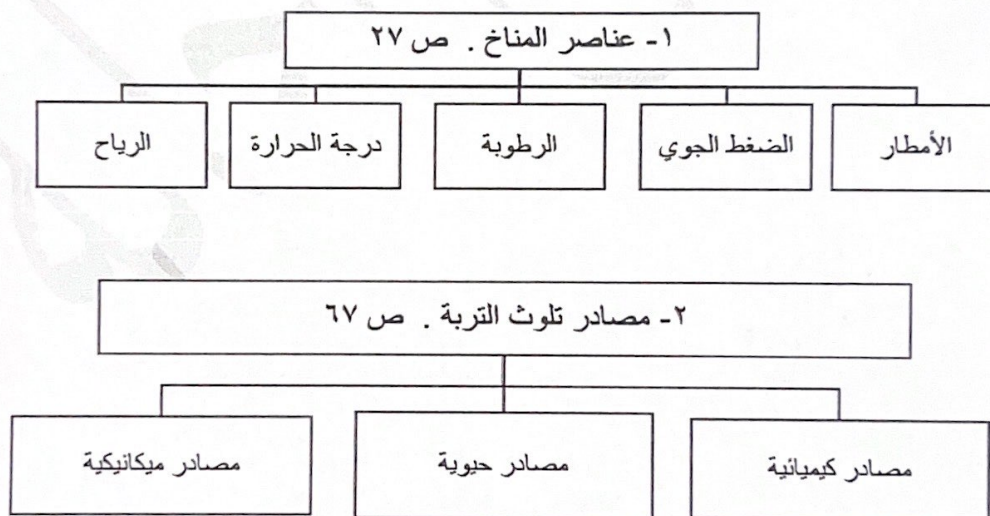 ١- عناصر المناخ . ص ٢٧
الأمطار
الضغط الجوي
الرطوبة
درجة الحرارة
الرياح
٢- مصادر تلوث التربة . ص ٦٧
مصادر كيميائية
مصادر حيوية
مصادر ميكانيكية